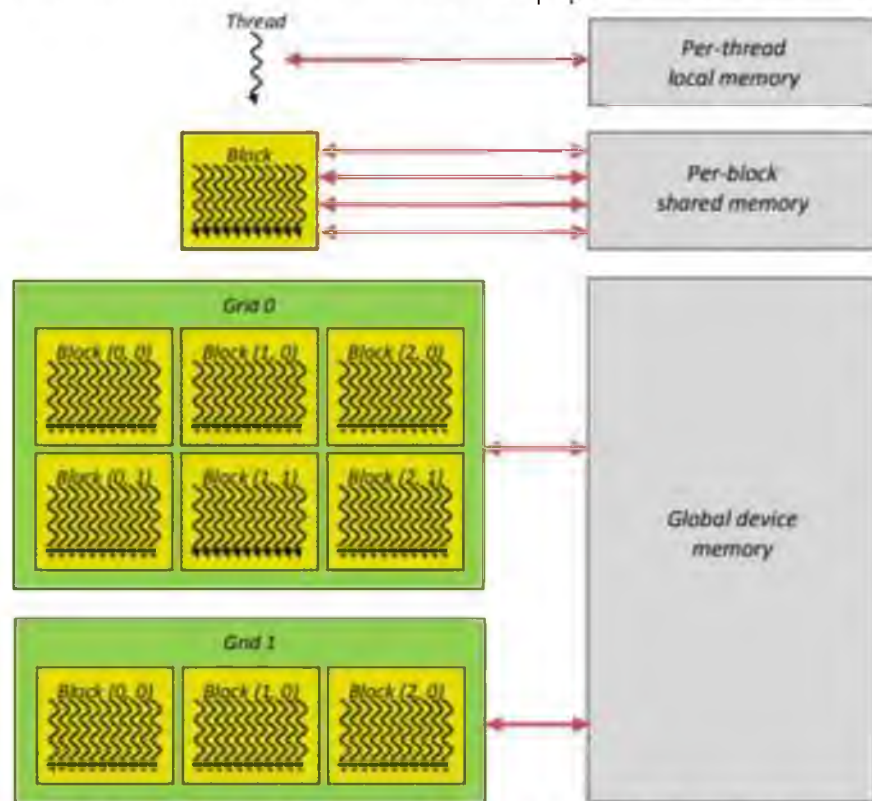 Thread
Per-thread
local memory
Block
Per-block
shared memory
Grid 0
Block (0, 0)
Block (1, 0)
Block (2, 0)
Block (0, 1)
Block (1, 1)
Block (2, 1)
Global device
memory
Grid 1
Block (0, 0)
Block (1, 0)
Block (2, 0)